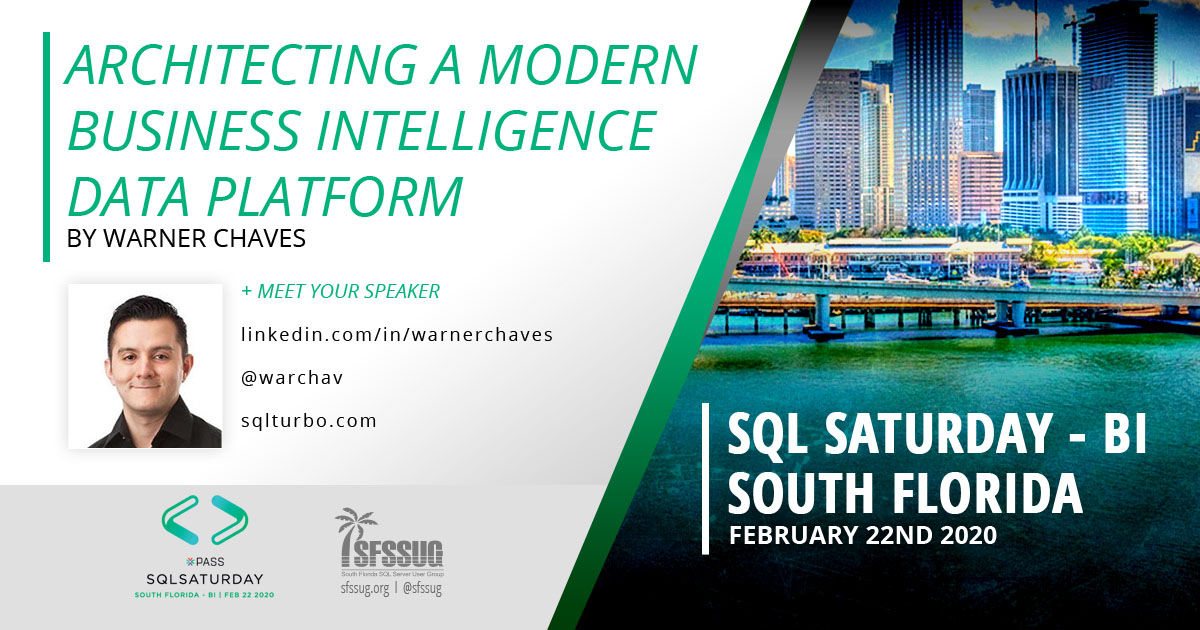 ARCHITECTING A MODERN
BUSINESS INTELLIGENCE
DATA PLATFORM
BY WARNER CHAVES
+ MEET YOUR SPEAKER
linkedin.com/in/warnerchaves
@warchav
sqlturbo.com
PASS
SQLSATURDAY
SOUTH FLORIDA - BI | FEB 22 2020
SFSSUG
South Florida SQL Server User Group
sfssug.org | @sfssug
SQL SATURDAY - BI
SOUTH FLORIDA
FEBRUARY 22ND 2020